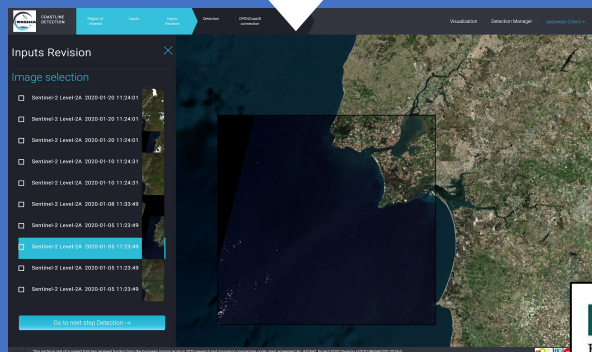 WORSICA
COASTLINE
DETECTION
Region of
interest
Inputs
Inputs
Revision
Detection
OPENCoastS
connection
Visualization
Detection Manager
Inputs Revision
Image selection
Sentinel-2 Level-2A 2020-01-20 11:24:01
Sentinel-2 Level-2A 2020-01-20 11:24:01
Sentinel-2 Level-2A 2020-01-20 11:24:01
Sentinel-2 Level-2A 2020-01-10 11:24:31
Sentinel-2 Level-2A 2020-01-10 11:24:31
Sentinel-2 Level-2A 2020-01-08 11:33:49
Sentinel-2 Level-2A 2020-01-05 11:23:49
Sentinel-2 Level-2A 2020-01-05 11:23:49
Sentinel-2 Level-2A 2020-01-05 11:23:49
Sentinel-2 Level-2A 2020-01-05 11:23:49
Go to next step Detection →